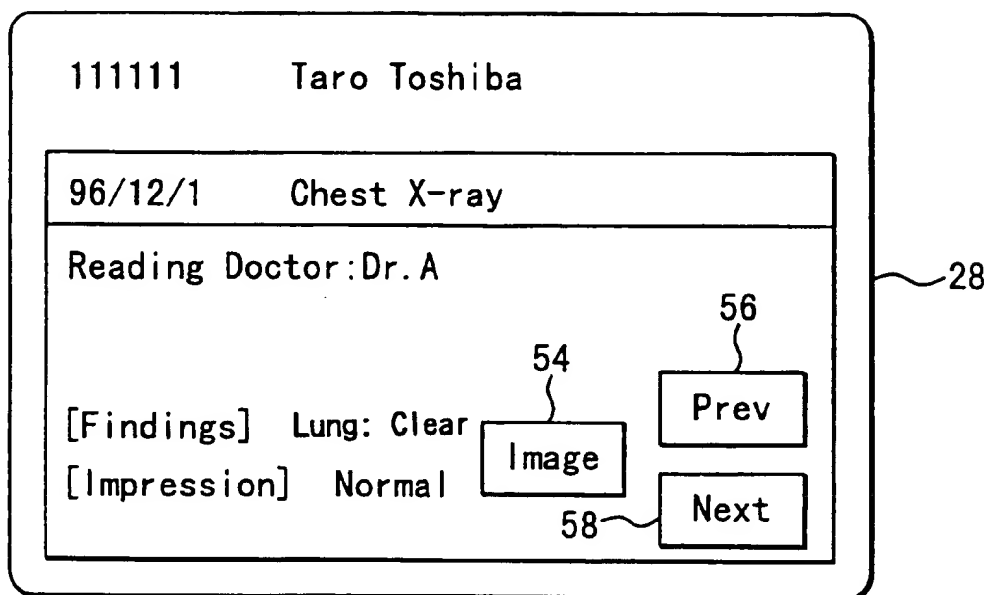 111111 Taro Toshiba
96/12/1 Chest X-ray
Reading Doctor:Dr.A
28
56
54
Prev
[Findings] Lung: Clear
Image
[Impression] Normal
58
Next